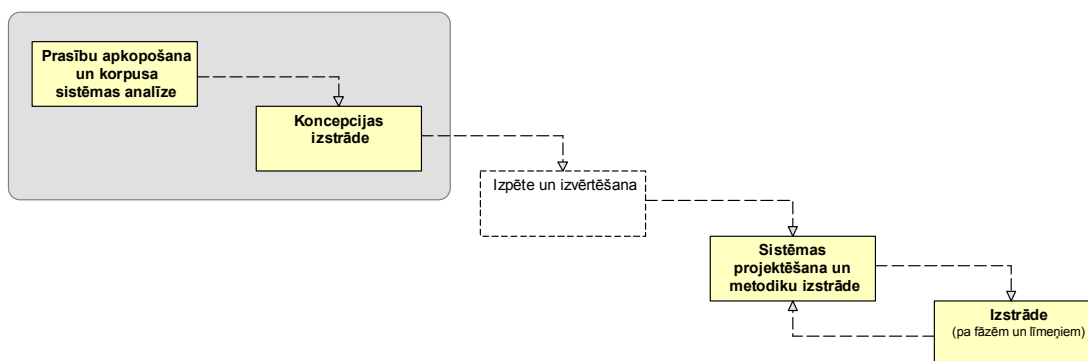 Prasību apkopošana
un korpusa
sistēmas analīze
Koncepcijas
izstrāde
Izpēte un izvērtēšana
Sistēmas
projektēšana un
metodiku izstrāde
Izstrāde
(pa fāzēm un līmeņiem)